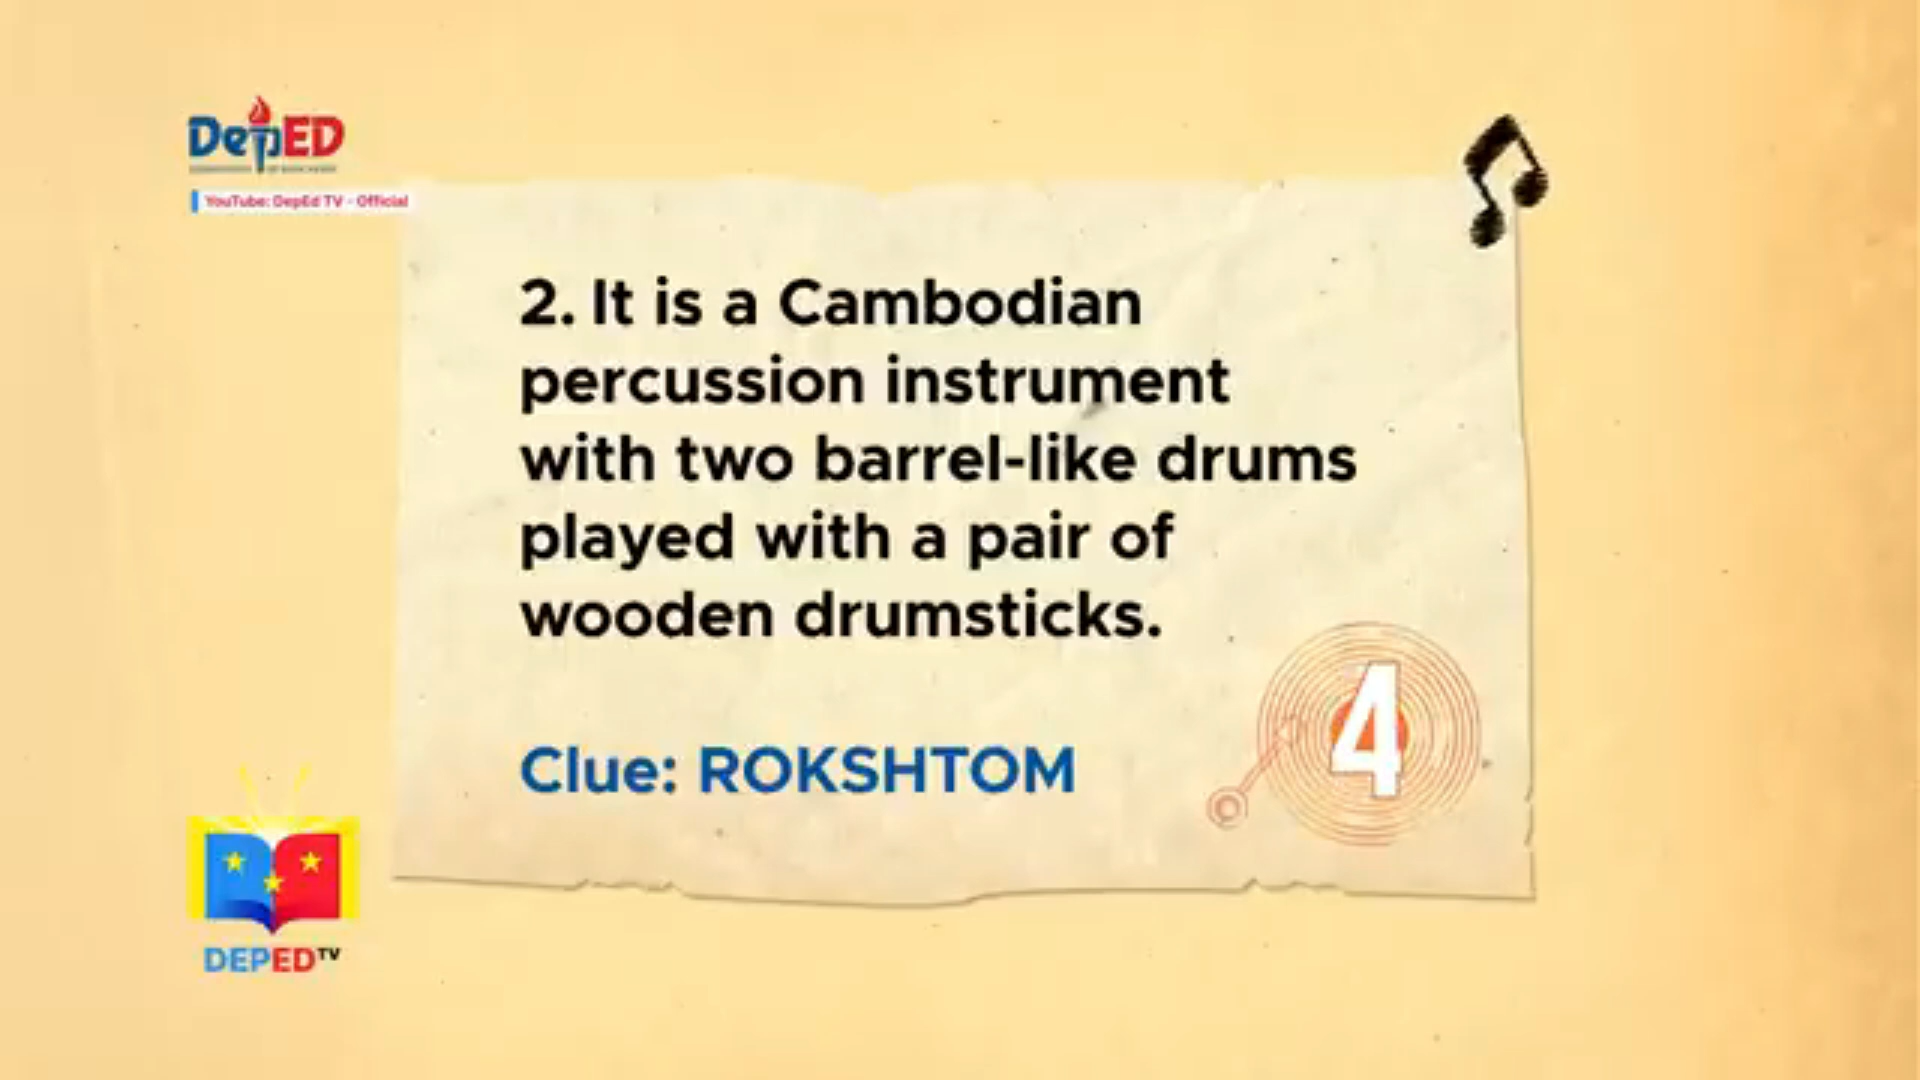 DepED
YouTube: DepEd TV - Official
2. It is a Cambodian
percussion instrument
with two barrel-like drums
played with a pair of
wooden drumsticks.
Clue: ROKSHTOM
4
DEPEDTV